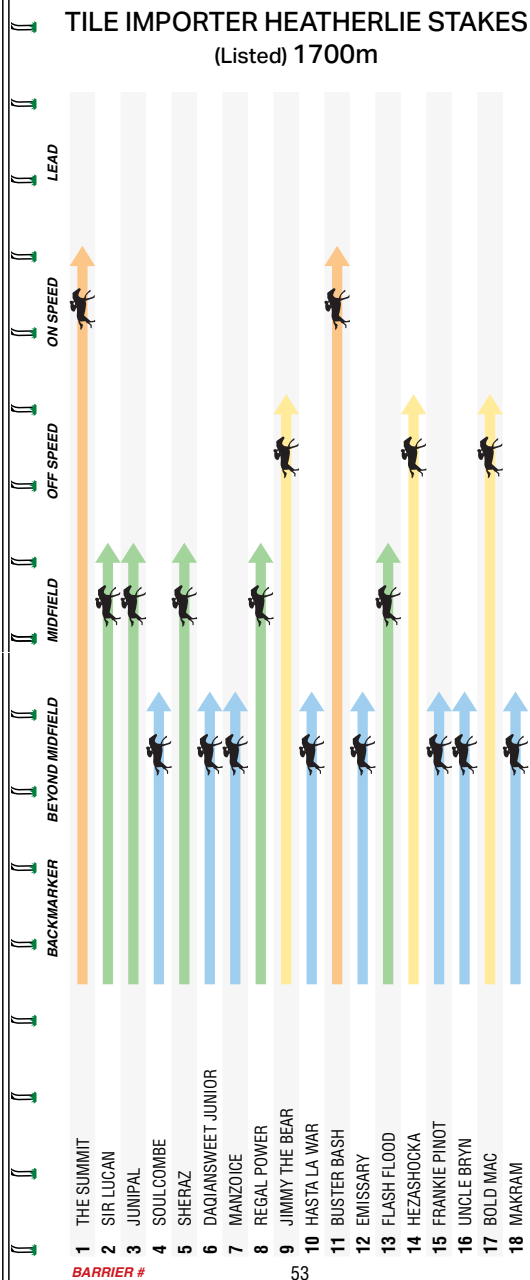 TILE IMPORTER HEATHERLIE STAKES
(Listed) 1700m
LEAD
ON SPEED
OFF SPEED
MIDFIELD
BEYOND MIDFIELD
BACKMARKER
1 THE SUMMIT
2 SIR LUCAN
3 JUNIPAL
4 SOULCOMBE
5 SHERAZ
6 DAQIANSWEET JUNIOR
7 MANZOICE
8 REGAL POWER
9 JIMMY THE BEAR
10 HASTA LA WAR
11 BUSTER BASH
12 EMISSARY
13 FLASH FLOOD
14 HEZASHOCKA
15 FRANKIE PINOT
16 UNCLE BRYN
17 BOLD MAC
18 MAKRAM
BARRIER #
53